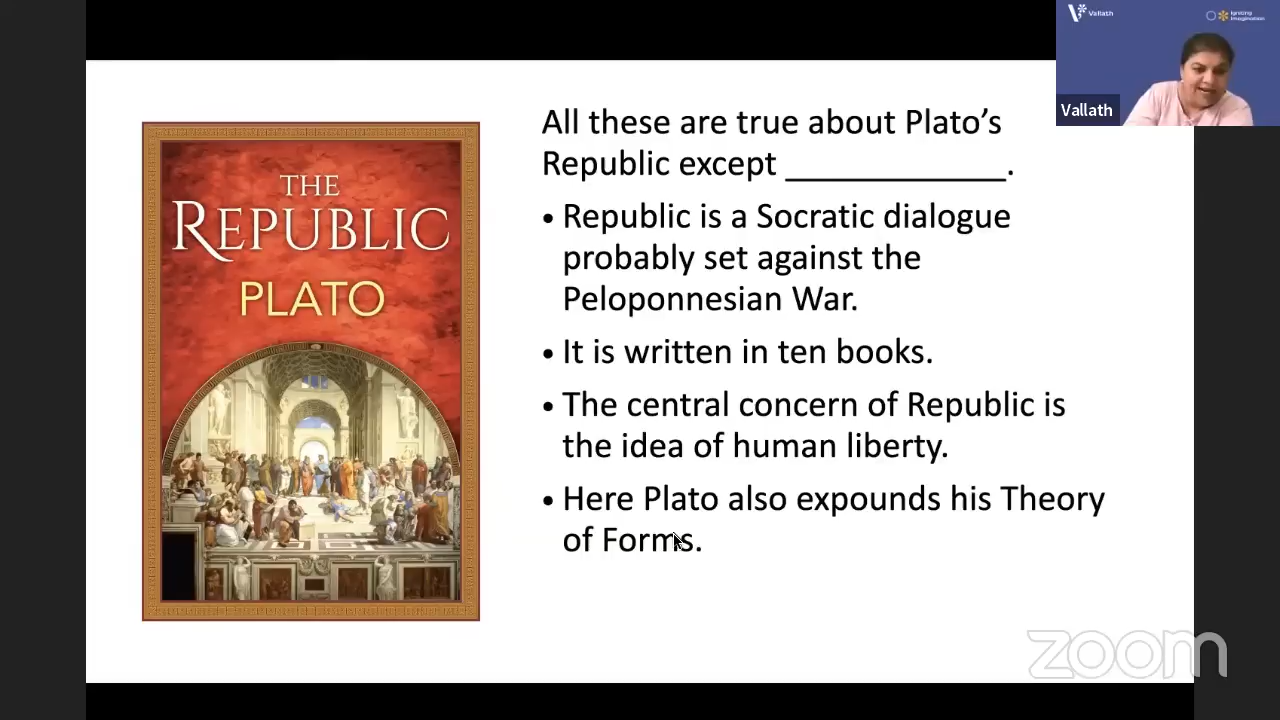 Vallath
Igniting
Imagination
Vallath
THE
REPUBLIC
PLATO
All these are true about Plato’s
Republic except _____________.
• Republic is a Socratic dialogue
probably set against the
Peloponnesian War.
• It is written in ten books.
• The central concern of Republic is
the idea of human liberty.
• Here Plato also expounds his Theory
of Forms.
zoom